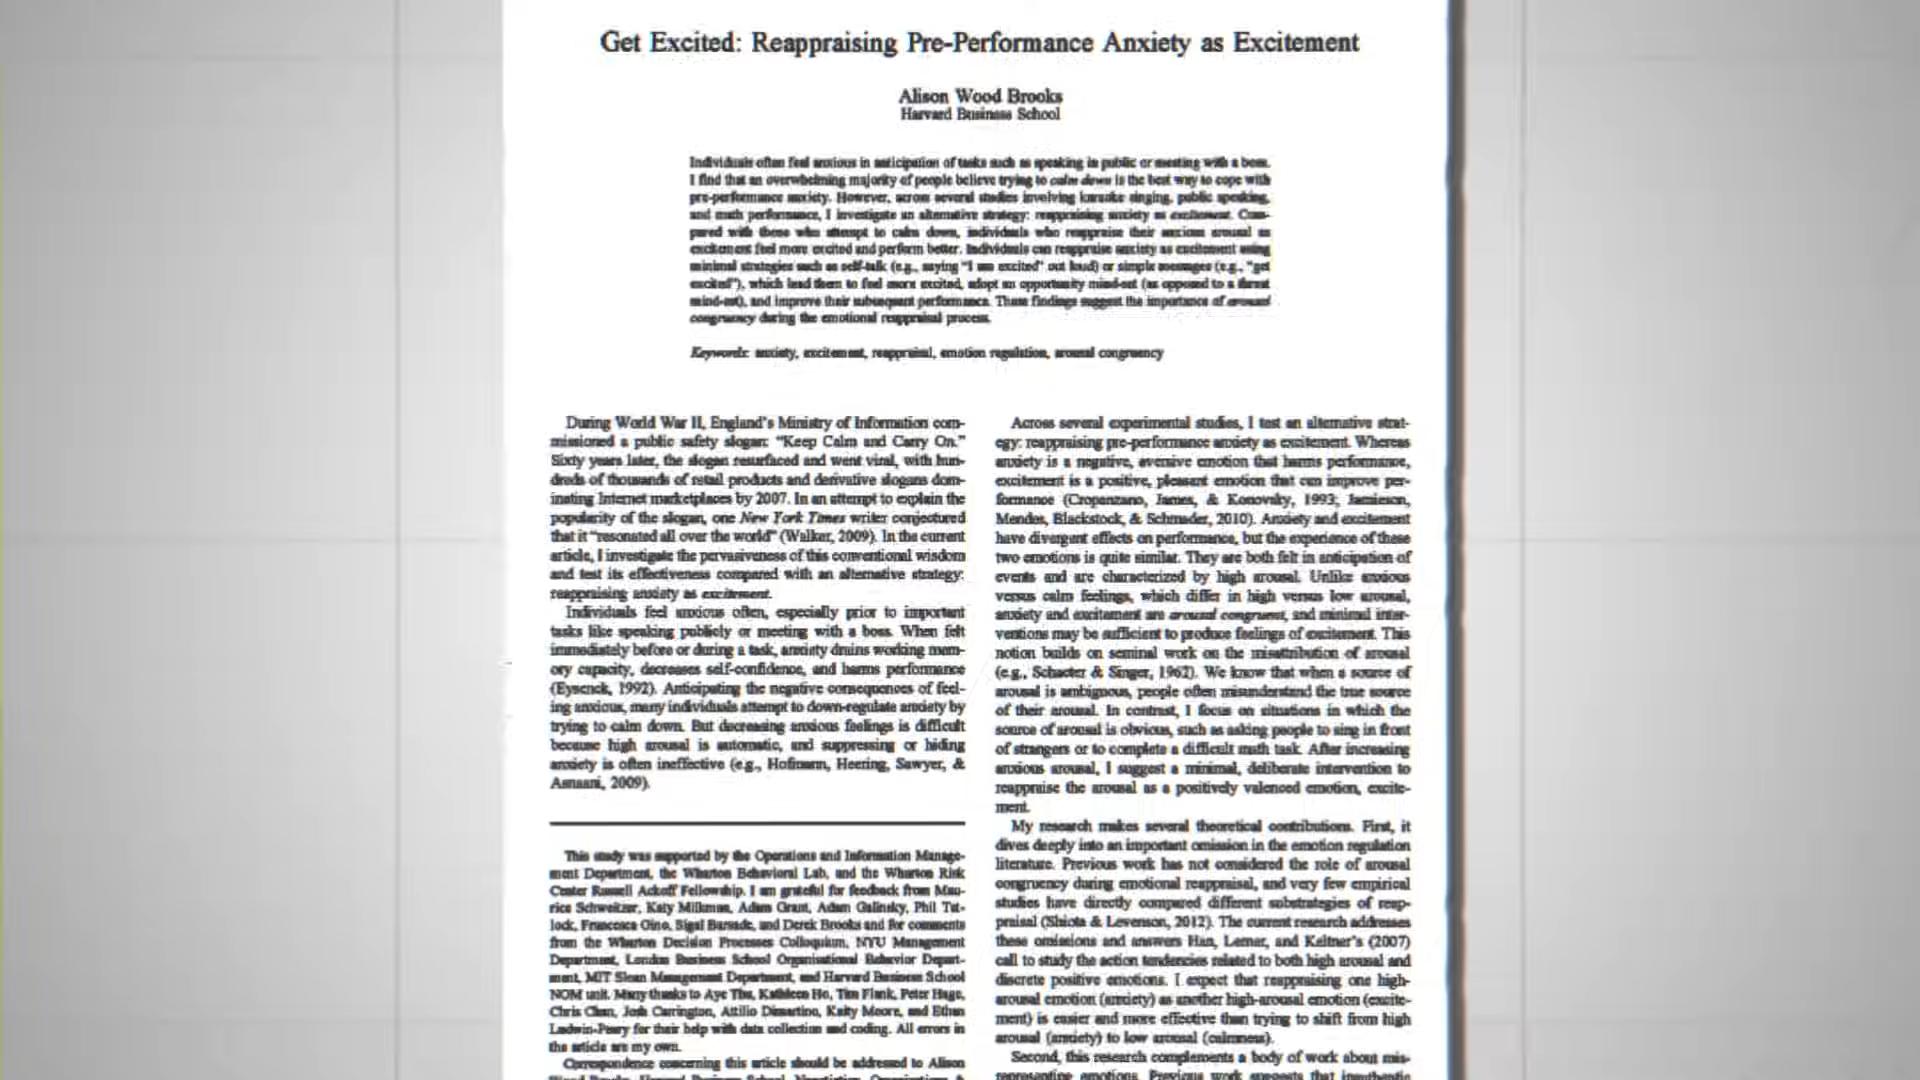 Get Excited: Reappraising Pre-Performance Anxiety as Excitement
Alison Wood Brooks
Harvard Business School
Individuals often feel anxious in anticipation of tasks such as speaking in public or meeting with a boss.
I find that an overwhelming majority of people believe trying to calm down is the best way to cope with
pre-performance anxiety. However, across several studies involving karaoke singing, public speaking,
and math performance, I investigate an alternative strategy: reappraising anxiety as excitement. Com-
pared with those who attempt to calm down, individuals who reappraise their anxious arousal as
excitement feel more excited and perform better. Individuals can reappraise anxiety as excitement using
minimal strategies such as self-talk (e.g., saying “I am excited” out loud) or simple messages (e.g., “get
excited”), which lead them to feel more excited, adopt an opportunity mind-set (as opposed to a threat
mind-set), and improve their subsequent performance. These findings suggest the importance of arousal
congruency during the emotional reappraisal process.
Keywords: anxiety, excitement, reappraisal, emotion regulation, arousal congruency
During World War II, England’s Ministry of Information com-
missioned a public safety slogan: “Keep Calm and Carry On.”
Sixty years later, the slogan resurfaced and went viral, with hun-
dreds of thousands of retail products and derivative slogans dom-
inating Internet marketplaces by 2007. In an attempt to explain the
popularity of the slogan, one New York Times writer conjectured
that it “resonated all over the world” (Walker, 2009). In the current
article, I investigate the pervasiveness of this conventional wisdom
and test its effectiveness compared with an alternative strategy:
reappraising anxiety as excitement.
Individuals feel anxious often, especially prior to important
tasks like speaking publicly or meeting with a boss. When felt
immediately before or during a task, anxiety drains working mem-
ory capacity, decreases self-confidence, and harms performance
(Eysenck, 1992). Anticipating the negative consequences of feel-
ing anxious, many individuals attempt to down-regulate anxiety by
trying to calm down. But decreasing anxious feelings is difficult
because high arousal is automatic, and suppressing or hiding
anxiety is often ineffective (e.g., Hofmann, Heering, Sawyer, &
Asnaani, 2009).
This study was supported by the Operations and Information Manage-
ment Department, the Wharton Behavioral Lab, and the Wharton Risk
Center Russell Ackoff Fellowship. I am grateful for feedback from Mau-
rice Schweitzer, Katy Milkman, Adam Grant, Adam Galinsky, Phil Tet-
lock, Francesca Gino, Sigal Barsade, and Derek Brooks and for comments
from the Wharton Decision Processes Colloquium, NYU Management
Department, London Business School Organisational Behavior Depart-
ment, MIT Sloan Management Department, and Harvard Business School
NOM unit. Many thanks to Aye Thu, Kathleen Ho, Tim Flank, Peter Hage,
Chris Chan, Josh Carrington, Attilio Dimartino, Kaity Moore, and Ethan
Ludwin-Peery for their help with data collection and coding. All errors in
the article are my own.
Correspondence concerning this article should be addressed to Alison
Across several experimental studies, I test an alternative strat-
egy: reappraising pre-performance anxiety as excitement. Whereas
anxiety is a negative, aversive emotion that harms performance,
excitement is a positive, pleasant emotion that can improve per-
formance (Cropanzano, James, & Konovsky, 1993; Jamieson,
Mendes, Blackstock, & Schmader, 2010). Anxiety and excitement
have divergent effects on performance, but the experience of these
two emotions is quite similar. They are both felt in anticipation of
events and are characterized by high arousal. Unlike anxious
versus calm feelings, which differ in high versus low arousal,
anxiety and excitement are arousal congruent, and minimal inter-
ventions may be sufficient to produce feelings of excitement. This
notion builds on seminal work on the misattribution of arousal
(e.g., Schacter & Singer, 1962). We know that when a source of
arousal is ambiguous, people often misunderstand the true source
of their arousal. In contrast, I focus on situations in which the
source of arousal is obvious, such as asking people to sing in front
of strangers or to complete a difficult math task. After increasing
anxious arousal, I suggest a minimal, deliberate intervention to
reappraise the arousal as a positively valenced emotion, excite-
ment.
My research makes several theoretical contributions. First, it
dives deeply into an important omission in the emotion regulation
literature. Previous work has not considered the role of arousal
congruency during emotional reappraisal, and very few empirical
studies have directly compared different substrategies of reap-
praisal (Shiota & Levenson, 2012). The current research addresses
these omissions and answers Han, Lerner, and Keltner’s (2007)
call to study the action tendencies related to both high arousal and
discrete positive emotions. I expect that reappraising one high-
arousal emotion (anxiety) as another high-arousal emotion (excite-
ment) is easier and more effective than trying to shift from high
arousal (anxiety) to low arousal (calmness).
Second, this research complements a body of work about mis-
representing emotions. Previous work suggests that inauthentic